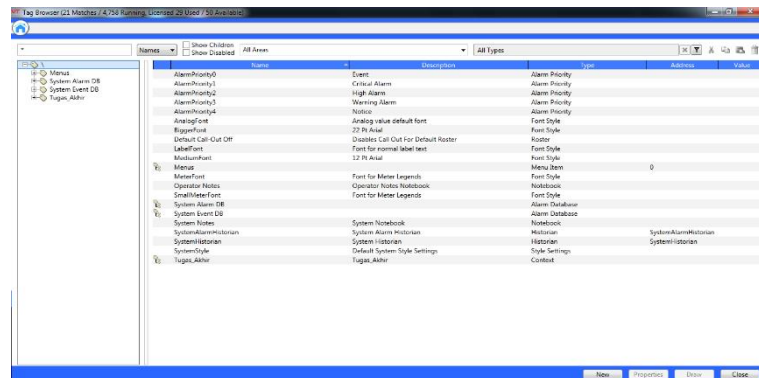 Tag Browser (21 Matches / 4,758 Running, Licensed 29 Used / 50 Available)
* Names Show Children All Areas All Types
Show Disabled
\
Menus
System Alarm DB
System Event DB
Tugas_Akhir
Name Description Type Address Value
AlarmPriority0 Event Alarm Priority
AlarmPriority1 Critical Alarm Alarm Priority
AlarmPriority2 High Alarm Alarm Priority
AlarmPriority3 Warning Alarm Alarm Priority
AlarmPriority4 Notice Alarm Priority
AnalogFont Analog value default font Font Style
BiggerFont 22 Pt Arial Font Style
Default Call-Out Off Disables Call Out For Default Roster Roster
LabelFont Font for normal label text Font Style
MediumFont 12 Pt Arial Font Style
Menus Menu Item 0
MeterFont Font for Meter Legends Font Style
Operator Notes Operator Notes Notebook Notebook
SmallMeterFont Font for Meter Legends Font Style
System Alarm DB Alarm Database
System Event DB Alarm Database
System Notes System Notebook Notebook
SystemAlarmHistorian System Alarm Historian Historian SystemAlarmHistorian
SystemHistorian System Historian Historian SystemHistorian
SystemStyle Default System Style Settings Style Settings
Tugas_Akhir Tugas_Akhir Context
New Properties Draw Close